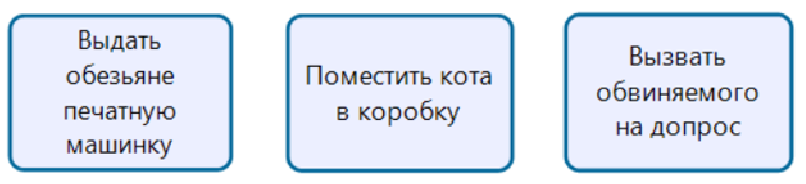 Выдать
обезьяне
печатную
машинку
Поместить кота
в коробку
Вызвать
обвиняемого
на допрос